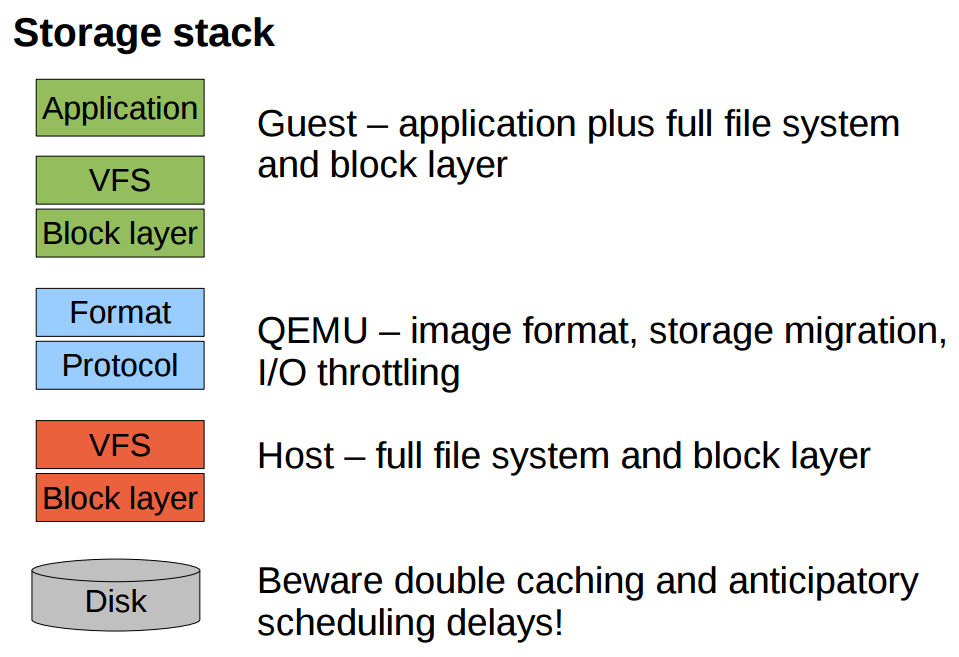 Storage stack
Application
Guest – application plus full file system
and block layer
VFS
Block layer
Format
QEMU – image format, storage migration,
I/O throttling
Protocol
VFS
Host – full file system and block layer
Block layer
Disk
Beware double caching and anticipatory
scheduling delays!